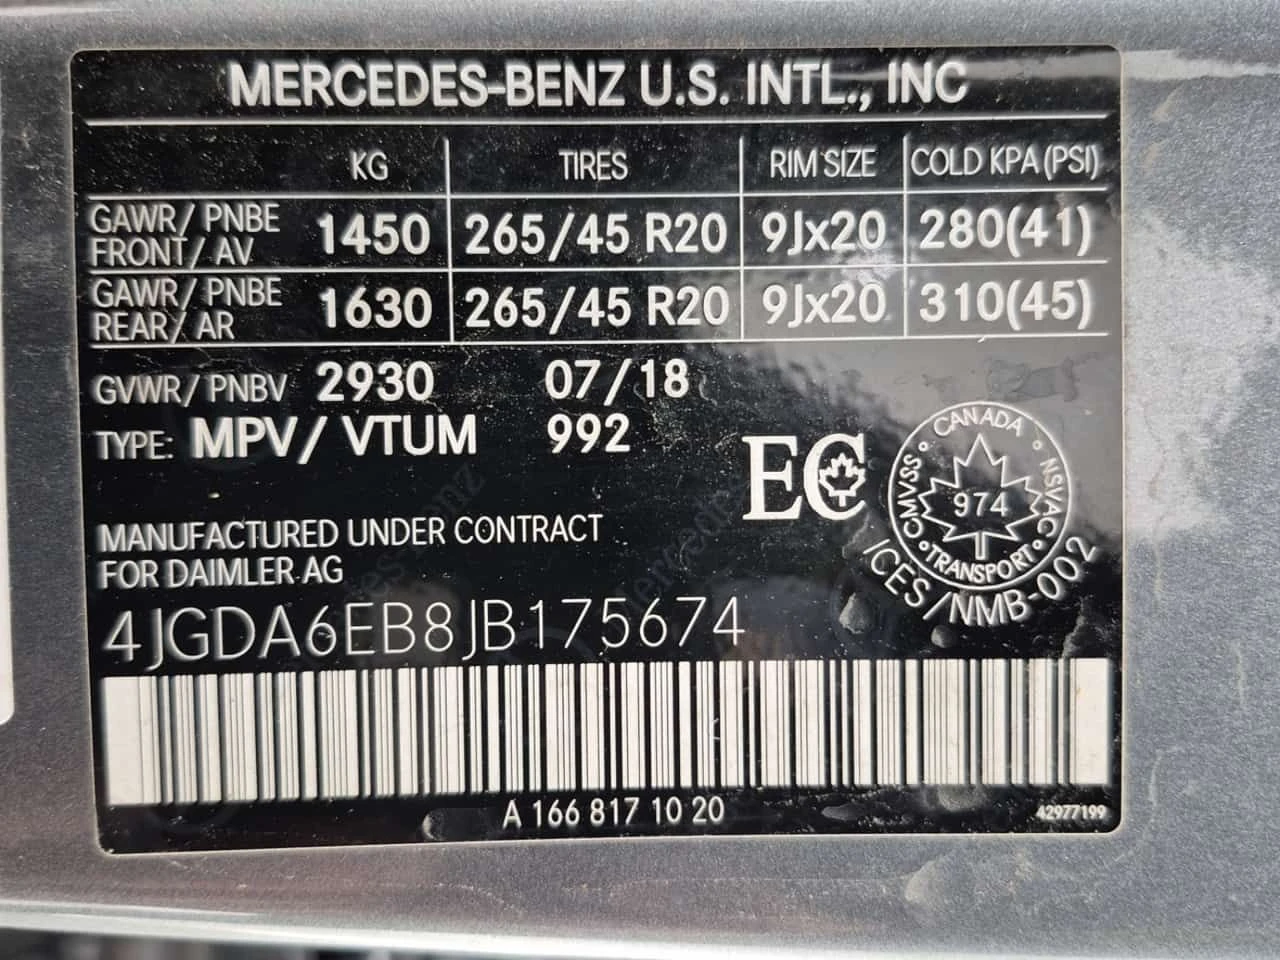 MERCEDES-BENZ U.S. INTL., INC
KG TIRES RIM SIZE COLD KPA (PSI)
GAWR/ PNBE FRONT/ AV 1450 265/45 R20 9Jx20 280(41)
GAWR/ PNBE REAR/ AR 1630 265/45 R20 9Jx20 310(45)
GVWR/ PNBV 2930 07/18
TYPE: MPV/ VTUM 992
EC
CANADA
CMVSS NSVAC
974
TRANSPORT
ICES/NMB-002
MANUFACTURED UNDER CONTRACT
FOR DAIMLER AG
4JGDA6EB8JB175674
A 166 817 10 20
42977199